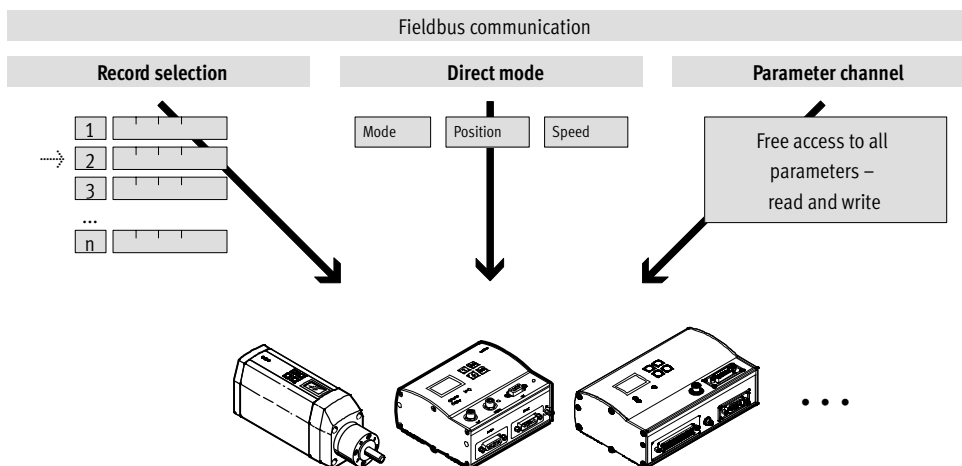 Fieldbus communication
Record selection
Direct mode
Parameter channel
1
2
3
...
n
Mode
Position
Speed
Free access to all
parameters –
read and write
• • •